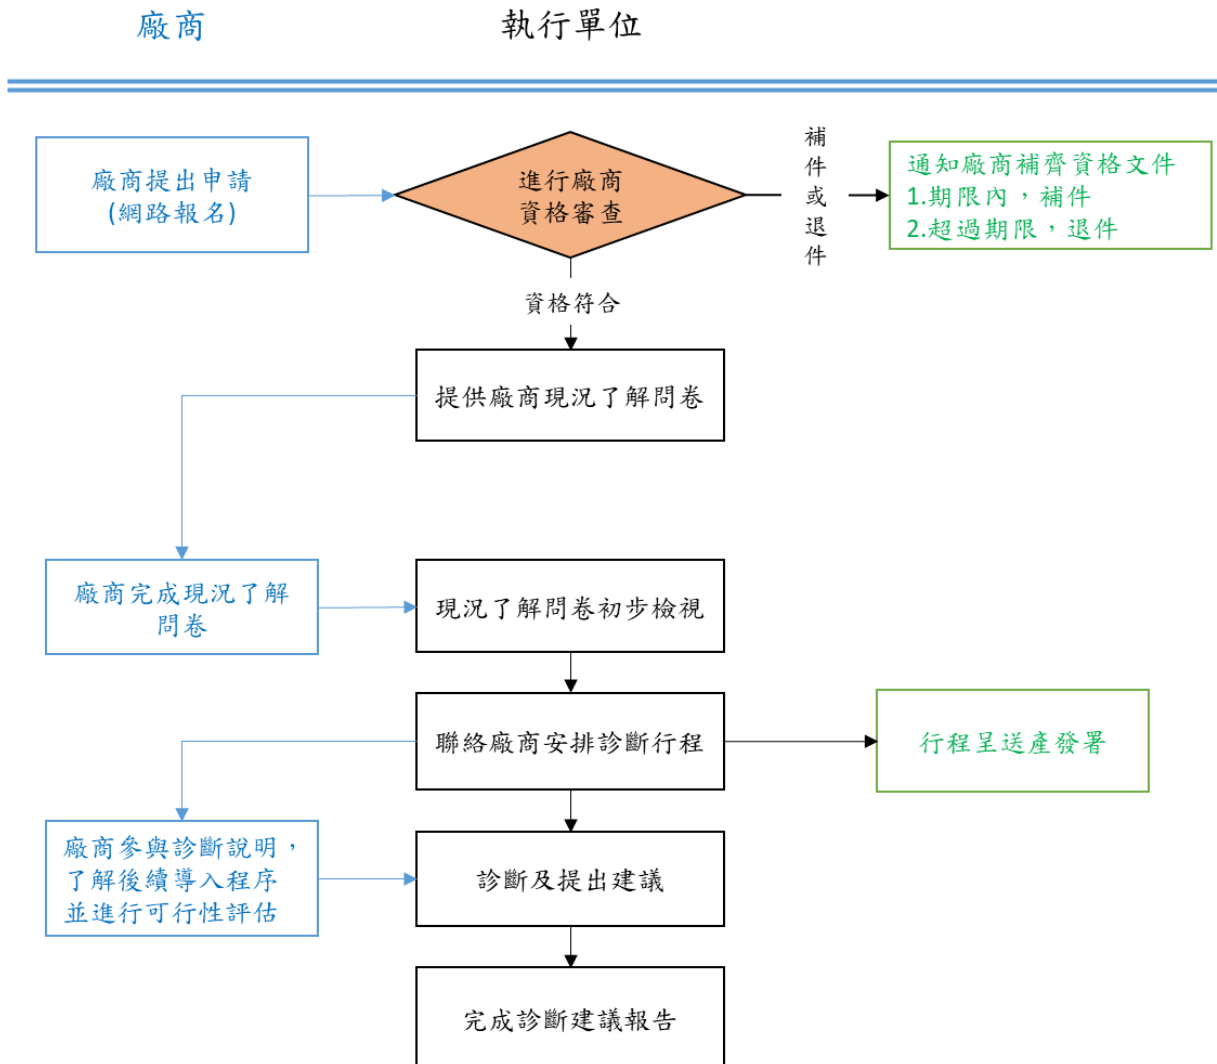 廠商
執行單位
廠商提出申請
(網路報名)
進行廠商
資格審查
補件或退件
通知廠商補齊資格文件
1.期限內，補件
2.超過期限，退件
資格符合
提供廠商現況了解問卷
廠商完成現況了解
問卷
現況了解問卷初步檢視
聯絡廠商安排診斷行程
行程呈送產發署
廠商參與診斷說明，
了解後續導入程序
並進行可行性評估
診斷及提出建議
完成診斷建議報告